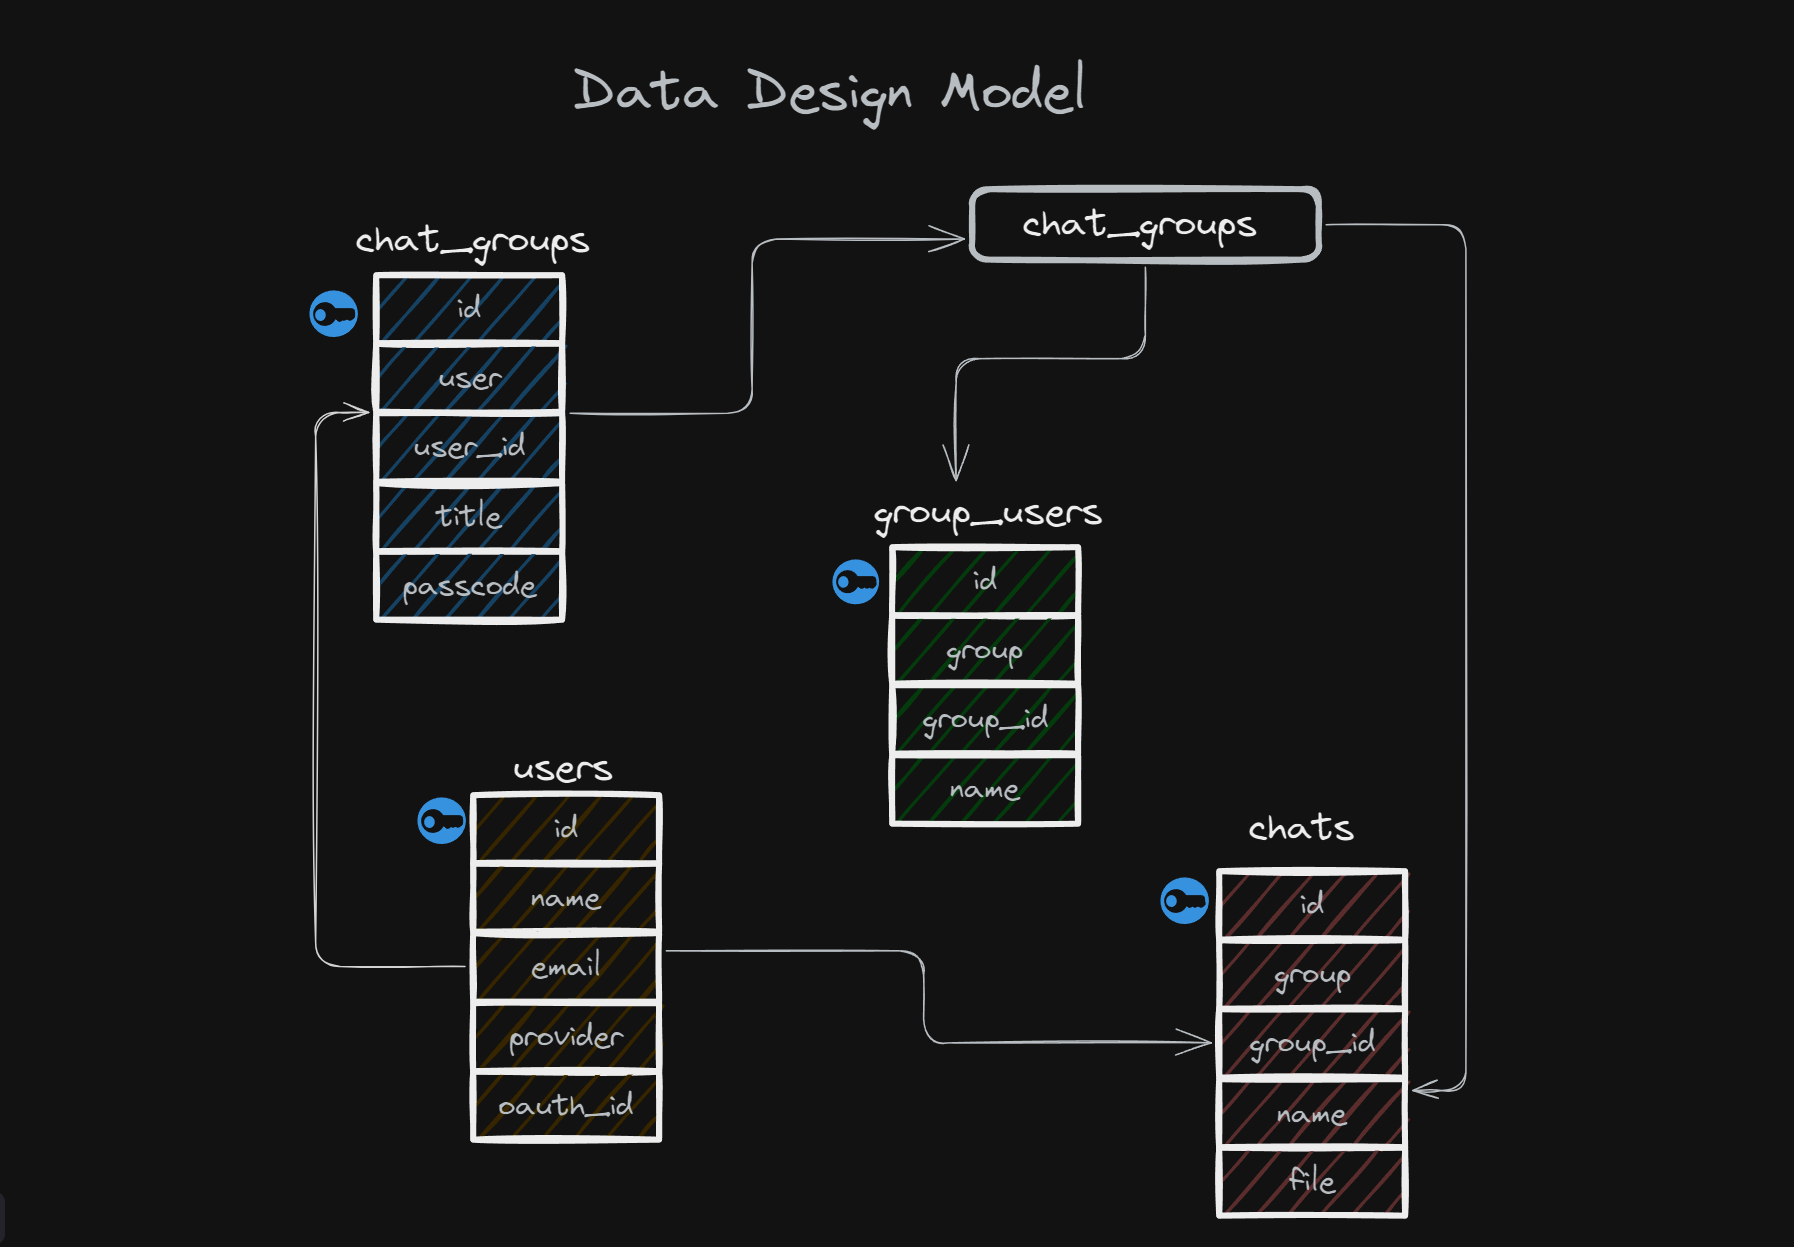 Data Design Model
chat_groups
id
user
user_id
title
passcode
chat_groups
group_users
id
group
group_id
name
users
id
name
email
provider
oauth_id
chats
id
group
group_id
name
file